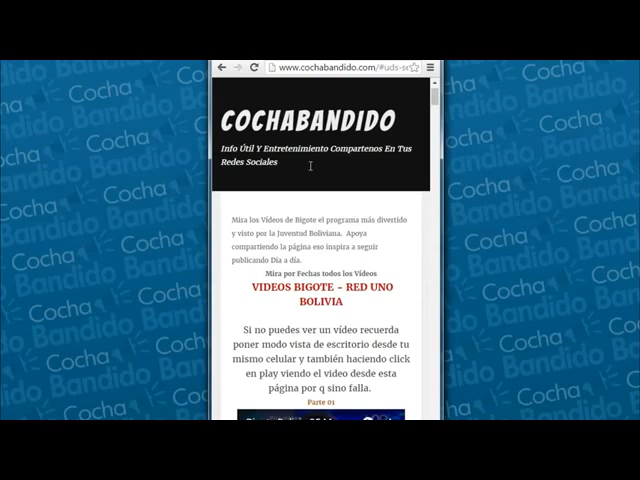 www.cochabandido.com/#uds-se
COCHABANDIDO
Info Útil Y Entretenimiento Compartenos En Tus
Redes Sociales
Mira los Vídeos de Bigote el programa más divertido
y visto por la Juventud Boliviana. Apoya
compartiendo la página eso inspira a seguir
publicando Día a día.
Mira por Fechas todos los Vídeos
VIDEOS BIGOTE - RED UNO
BOLIVIA
Si no puedes ver un vídeo recuerda
poner modo vista de escritorio desde tu
mismo celular y también haciendo click
en play viendo el video desde esta
página por q sino falla.
Parte 01
Cocha
Bandido